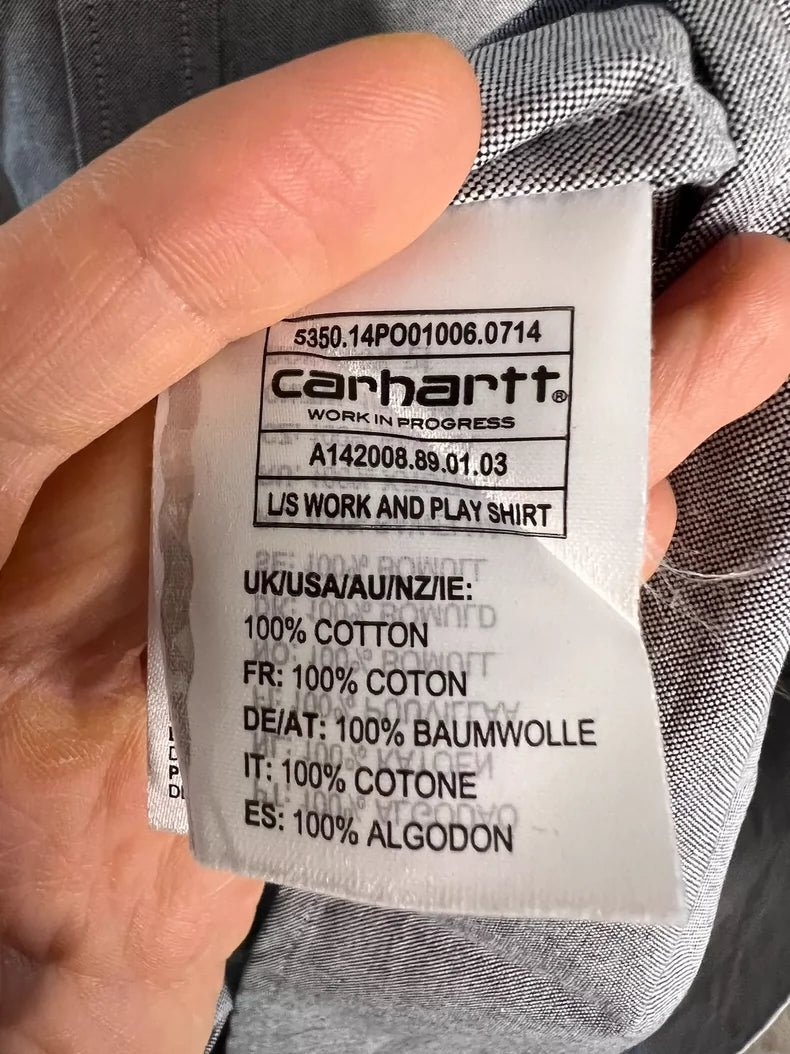 5350.14PO01006.0714
carhartt®
WORK IN PROGRESS
A142008.89.01.03
L/S WORK AND PLAY SHIRT
UK/USA/AU/NZ/IE:
100% COTTON
FR: 100% COTON
DE/AT: 100% BAUMWOLLE
IT: 100% COTONE
ES: 100% ALGODON